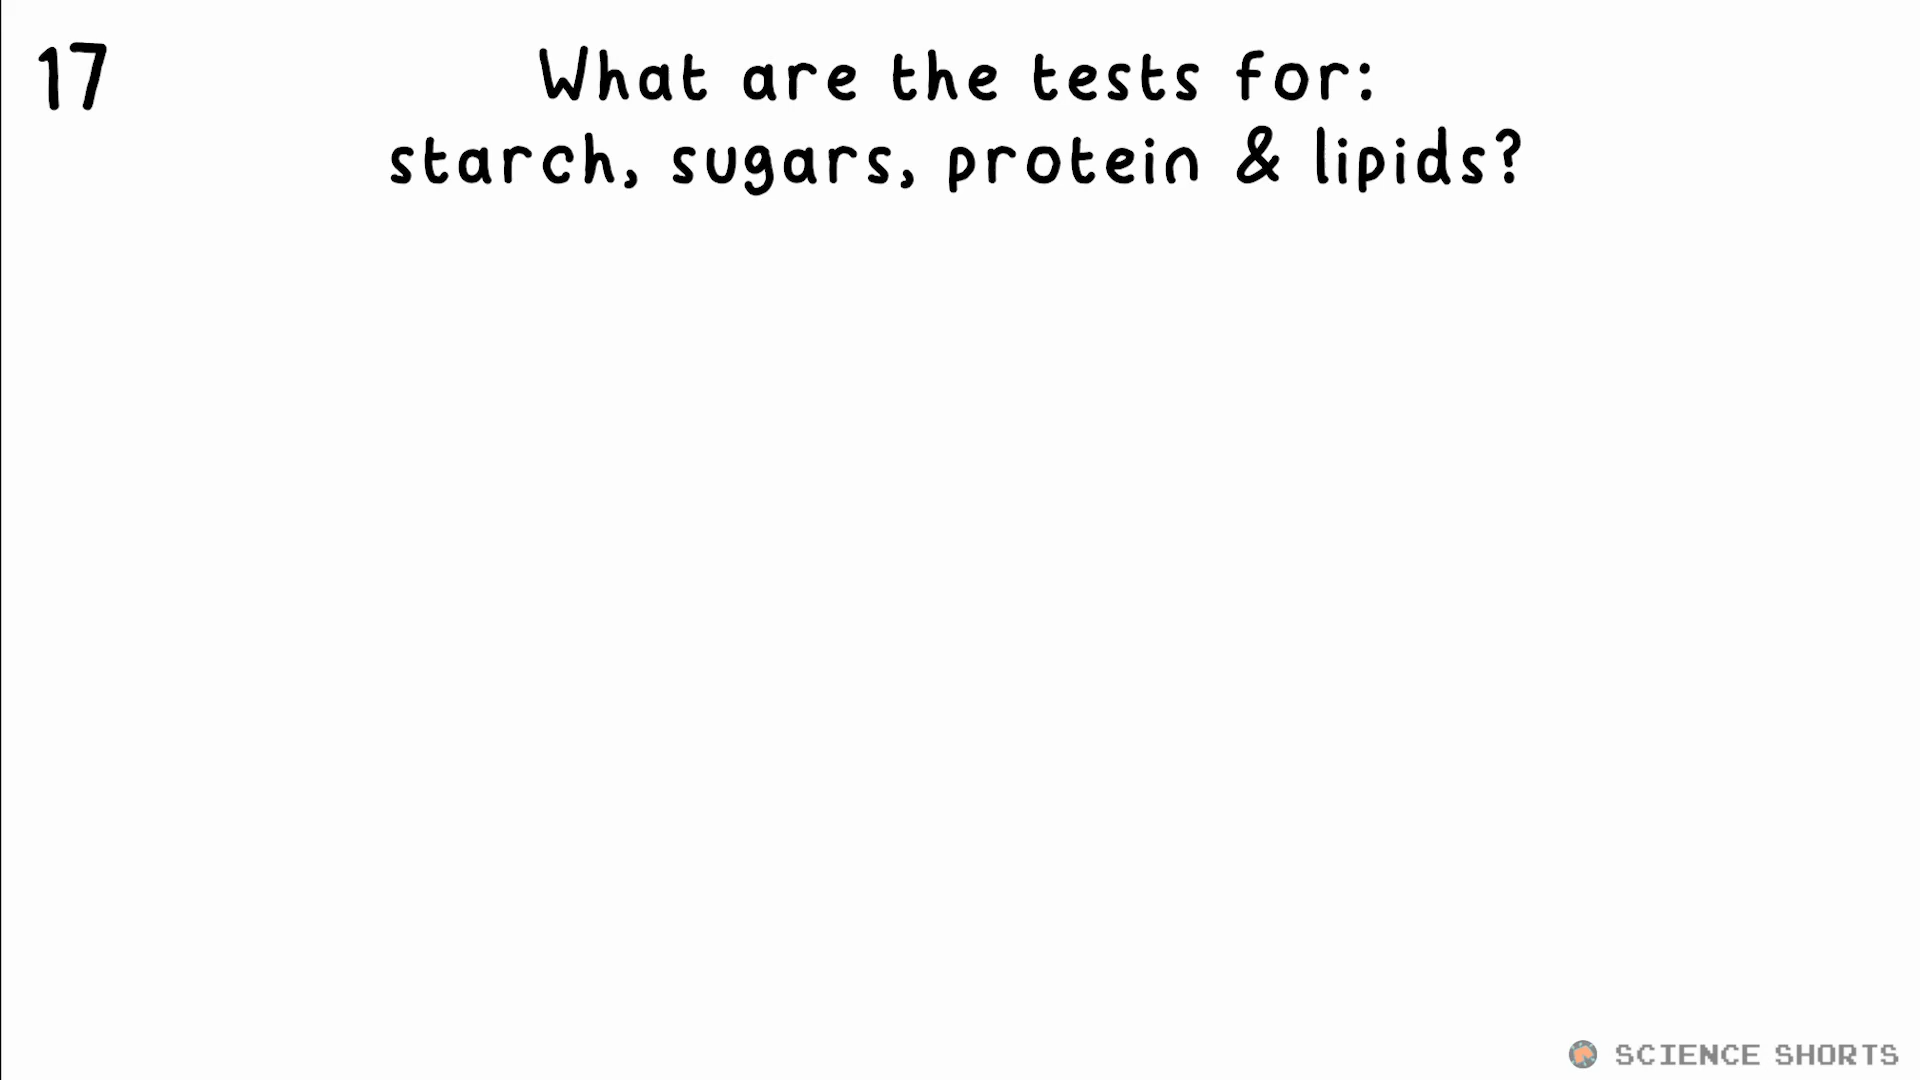 17
What are the tests for:
starch, sugars, protein & lipids?
SCIENCE SHORTS